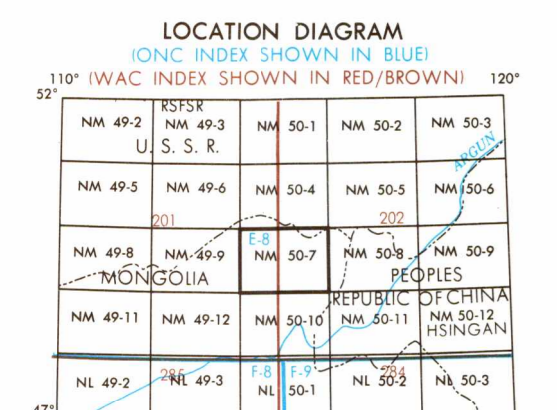 LOCATION DIAGRAM
(ONC INDEX SHOWN IN BLUE)
110° (WAC INDEX SHOWN IN RED/BROWN) 120°
52°
RSFSR
NM 49-2 NM 49-3 NM 50-1 NM 50-2 NM 50-3
U. S. S. R.
ARGUN
NM 49-5 NM 49-6 NM 50-4 NM 50-5 NM 50-6
201 202
E-8
NM 49-8 NM 49-9 NM 50-7 NM 50-8 NM 50-9
MONGOLIA PEOPLES
REPUBLIC OF CHINA
NM 49-11 NM 49-12 NM 50-10 NM 50-11 NM 50-12
HSINGAN
285 F-8 F-9 284
NL 49-2 NL 49-3 NL 50-1 NL 50-2 NL 50-3
47°